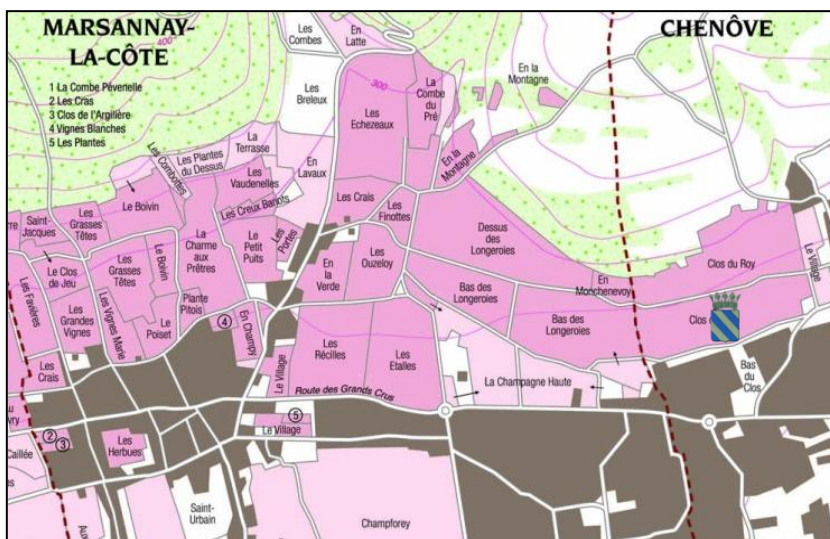 MARSANNAY-
LA-CÔTE
CHENÔVE
1 La Combe Pévenelle
2 Les Cras
3 Clos de l'Argillère
4 Vignes Blanches
5 Les Plantes
400
300
Les
Combes
En
Latte
Les
Breleux
La
Combe
du
Pré
En la
Montagne
Les
Echezeaux
La
Terrasse
Les Plantes
du Dessus
Les Combottes
En
Lavaux
En la
Montagne
Les
Vaudenelles
Le Boivin
Les Crais
Les Creux Banots
Les
Finottes
Saint-
Jacques
Les
Grasses
Têtes
La
Charme
aux
Prêtres
Le
Petit
Puits
Les Portes
Dessus
des
Longeroies
Le Village
Clos du Roy
Les
Ouzeloy
En
la
Verde
Le Clos
de Jeu
Les
Grasses
Têtes
Le Boivin
Les Favières
En
Monchenevoy
Bas des
Longeroies
Bas des
Longeroies
Clos
Plante
Pitois
Les
Grandes
Vignes
Les Vignes Marie
Le
Poiset
4
En Champy
Les
Récilles
Les
Etalles
Le Village
Les
Crais
La Champagne Haute
Bas
du
Clos
Route des Grands Crus
5
Le Village
2
3
Les
Herbues
Caillée
Saint-
Urbain
Champforey
Aux